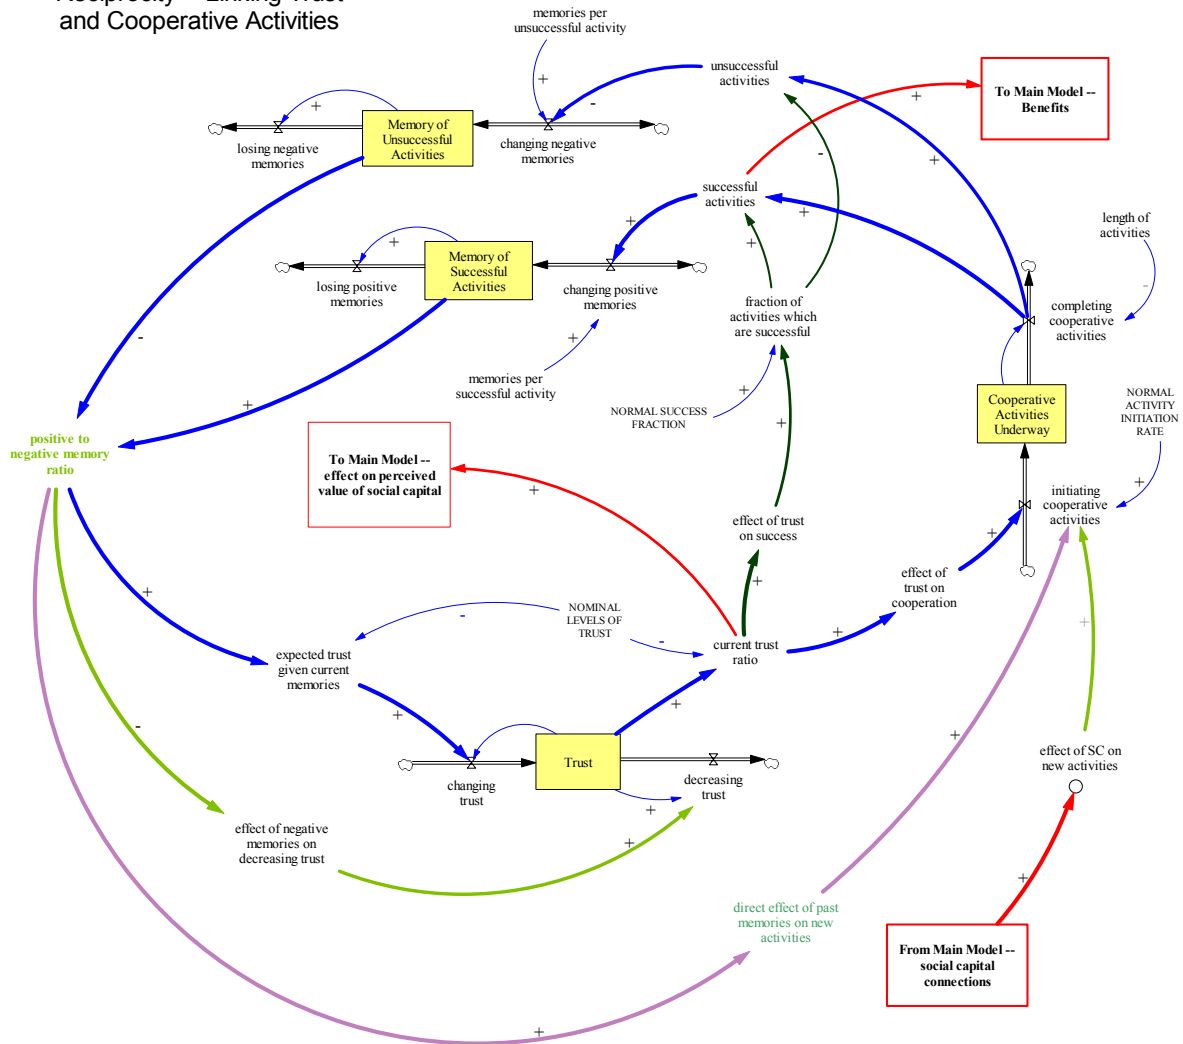 Reciprocity -- Linking Trust
and Cooperative Activities
memories per
unsuccessful activity
unsuccessful
activities
To Main Model --
Benefits
+
+
-
+
Memory of
Unsuccessful
Activities
losing negative
memories
changing negative
memories
-
+
successful
activities
+
+
length of
activities
+
+
Memory of
Successful
Activities
losing positive
memories
changing positive
memories
fraction of
activities which
are successful
-
completing
cooperative
activities
-
+
+
memories per
successful activity
+
NORMAL SUCCESS
FRACTION
+
Cooperative
Activities
Underway
NORMAL
ACTIVITY
INITIATION
RATE
positive to
negative memory
ratio
To Main Model --
effect on perceived
value of social capital
+
+
initiating
cooperative
activities
+
effect of trust
on success
+
+
effect of
trust on
cooperation
+
NOMINAL
LEVELS OF
TRUST
-
-
+
+
current trust
ratio
expected trust
given current
memories
+
+
-
+
Trust
changing
trust
decreasing
trust
+
effect of SC on
new activities
effect of negative
memories on
decreasing trust
+
+
direct effect of past
memories on new
activities
From Main Model --
social capital
connections
+